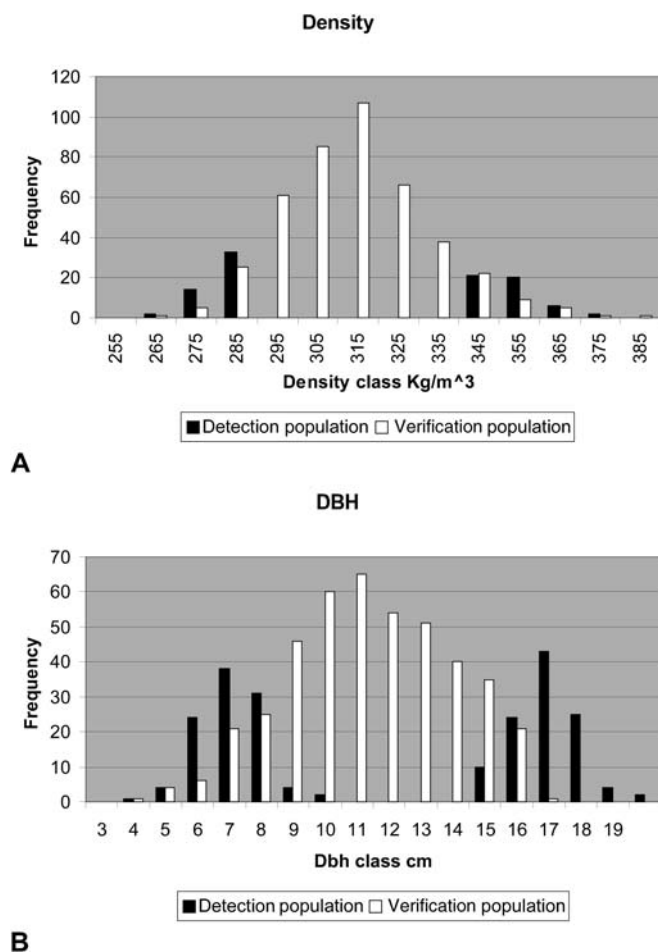 Density
120
100
80
60
40
20
0
Frequency
255 265 275 285 295 305 315 325 335 345 355 365 375 385
Density class Kg/m^3
Detection population Verification population
A
DBH
70
60
50
40
30
20
10
0
Frequency
3 4 5 6 7 8 9 10 11 12 13 14 15 16 17 18 19
Dbh class cm
Detection population Verification population
B